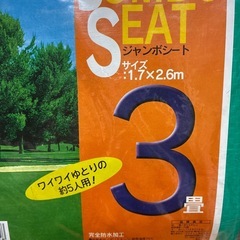 SEAT
ジャンボシート
サイズ
1.7×2.6m
3
畳
ワイワイゆとりの
約5人用!
完全防水加工